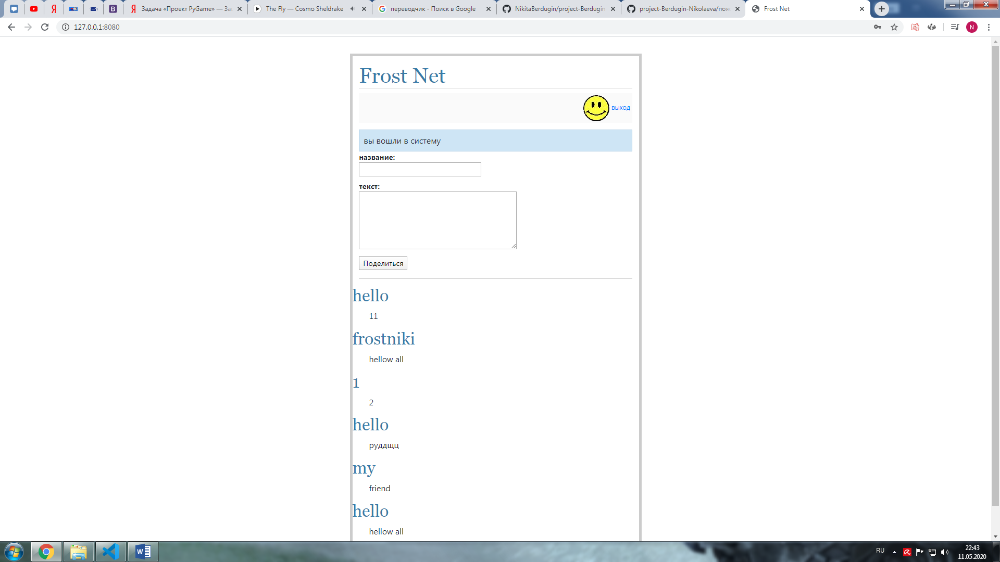 Задача «Проект PyGame» — За
The Fly — Cosmo Sheldrake
переводчик - Поиск в Google
NikitaBerdugin/project-Berdugin
project-Berdugin-Nikolaeva/поя
Frost Net
127.0.0.1:8080
N
Frost Net
выход
вы вошли в систему
название:
текст:
Поделиться
hello
11
frostniki
hellow all
1
2
hello
руддщц
my
friend
hello
hellow all
RU
22:43
11.05.2020